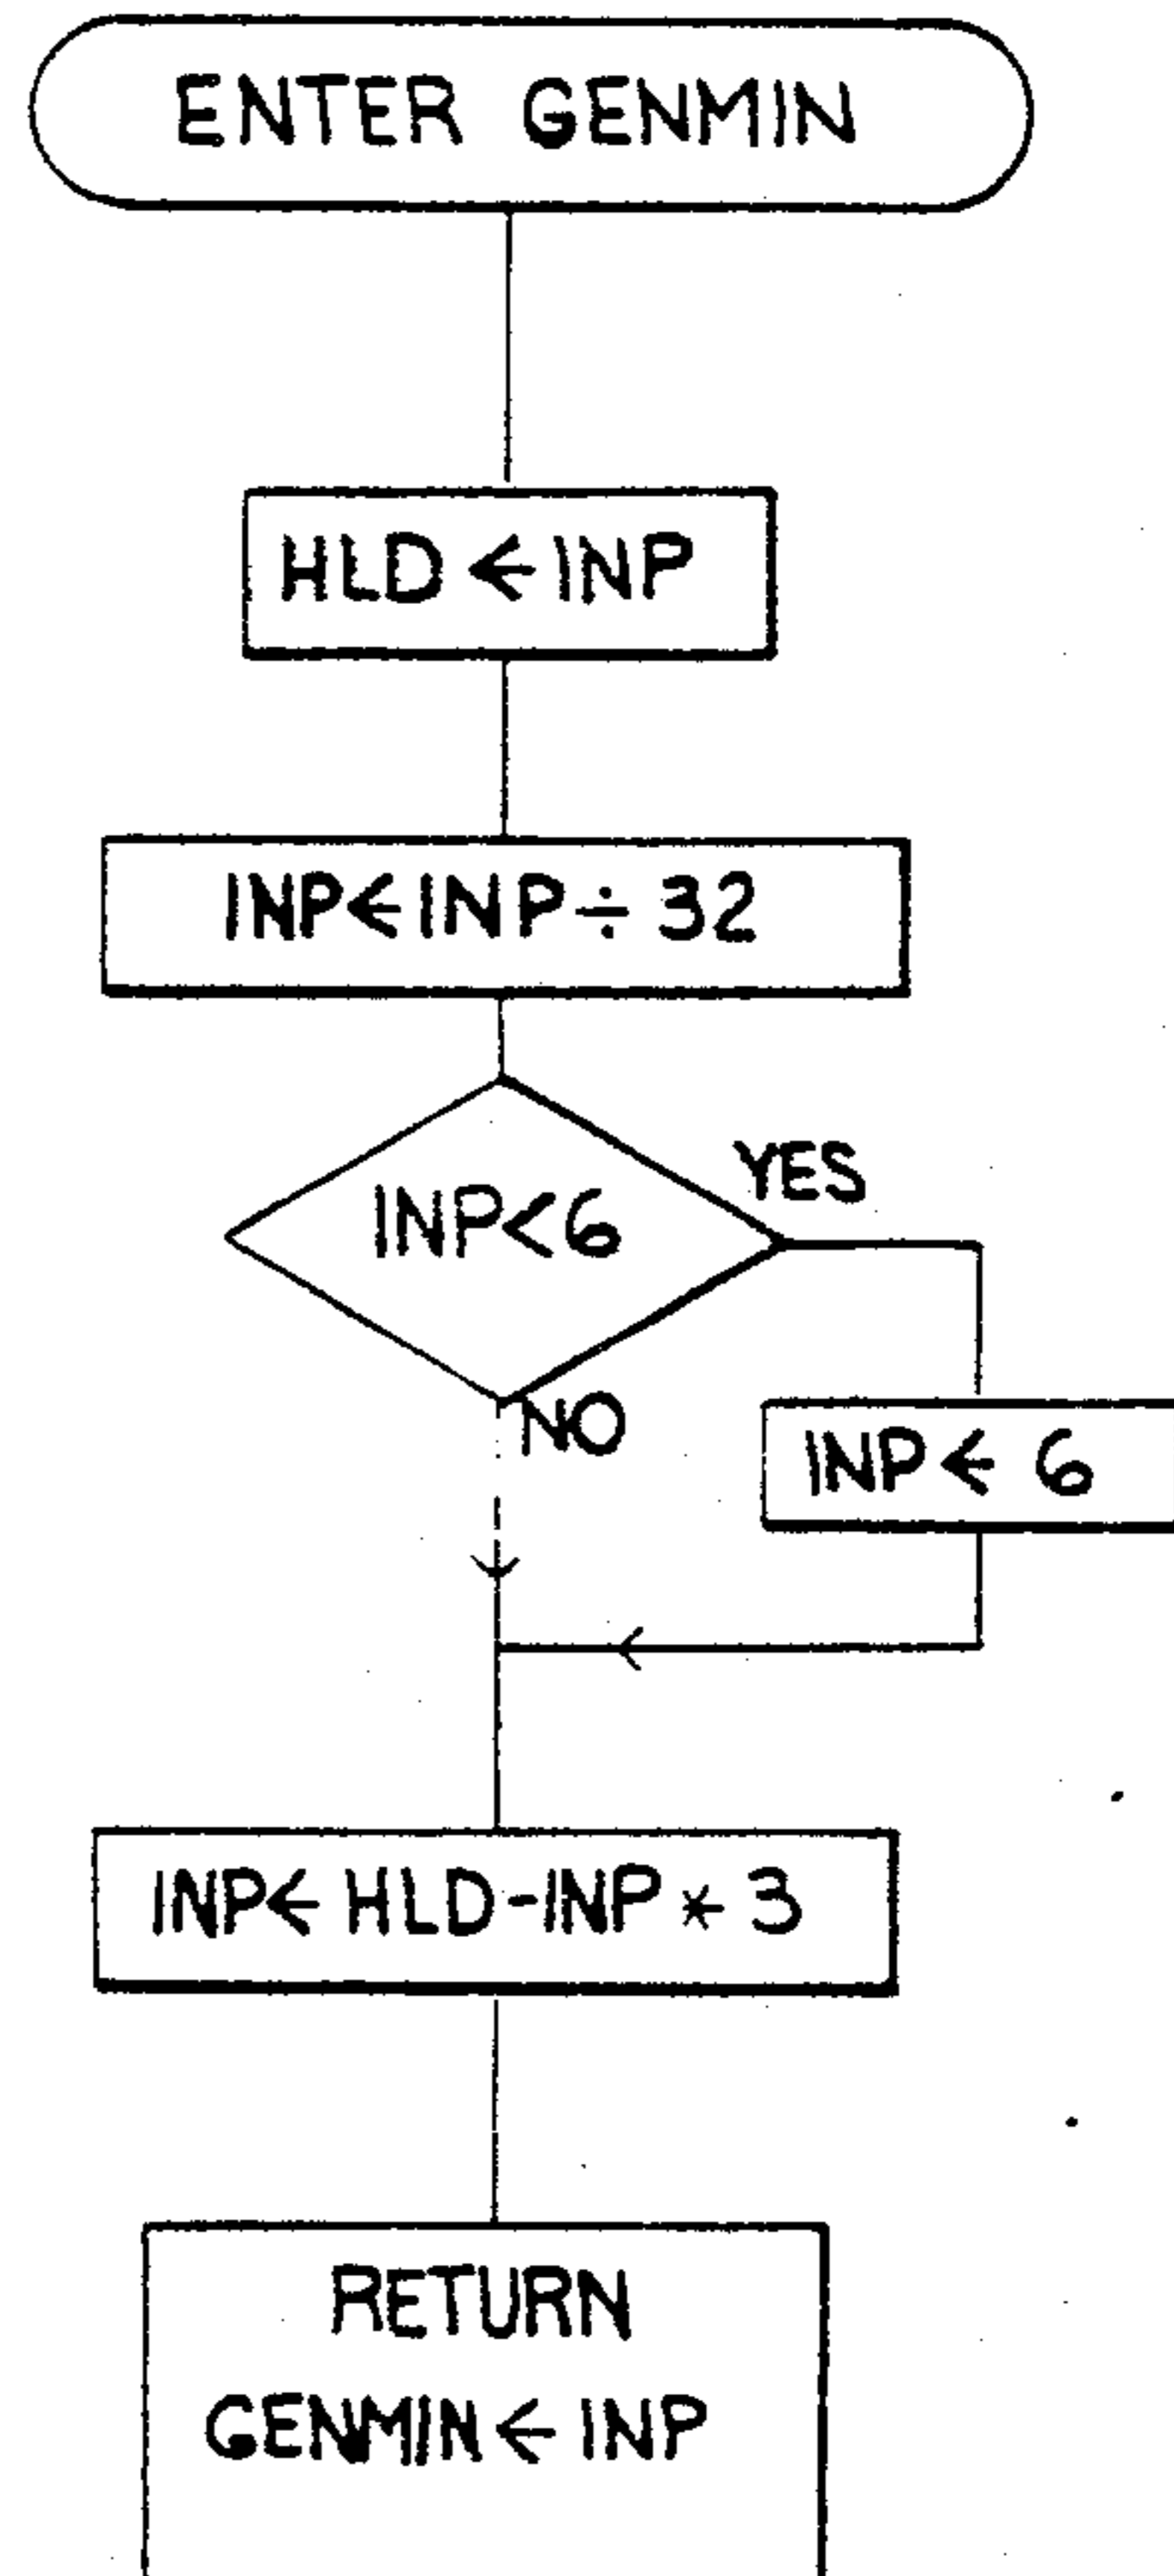 ENTER GENMIN
HLD ← INP
INP ← INP ÷ 32
INP < 6
YES
NO
INP ← 6
INP ← HLD - INP * 3
RETURN
GENMIN ← INP